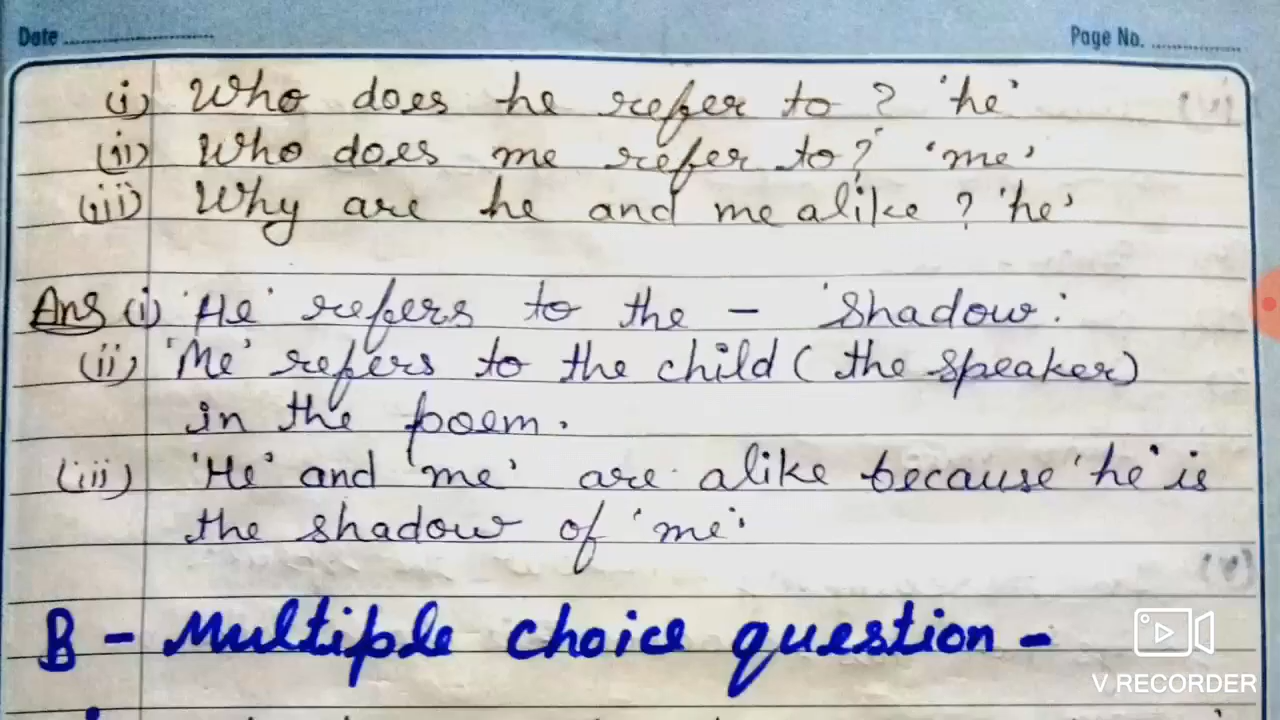 Date
Page No.
(i) Who does he refer to ? 'he'
(ii) Who does me refer to? 'me'
(iii) Why are he and me alike ? 'he'
Ans (i) 'He' refers to the - 'Shadow'.
(ii) 'Me' refers to the child (the speaker)
in the poem.
(iii) 'He' and 'me' are alike because 'he' is
the shadow of 'me'.
B - Multiple choice question -
V RECORDER